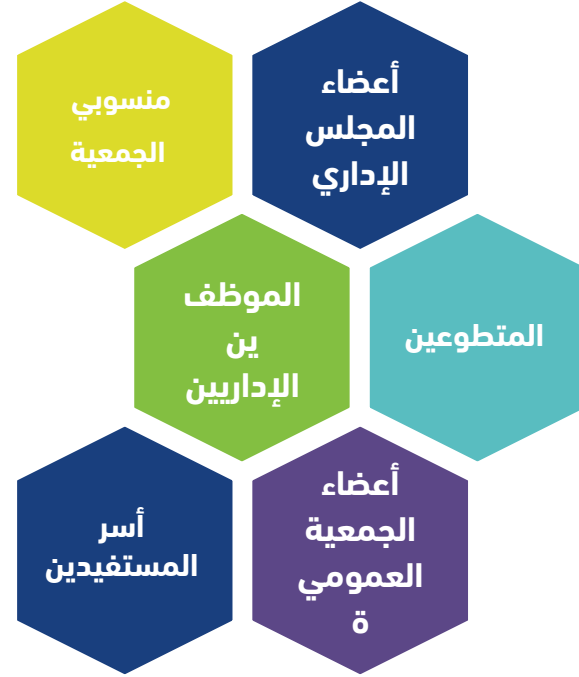 أعضاء
المجلس
الإداري
منسوبي
الجمعية
المتطوعين
الموظف
ين
الإداريين
أعضاء
الجمعية
العمومي
ة
أسر
المستفيدين